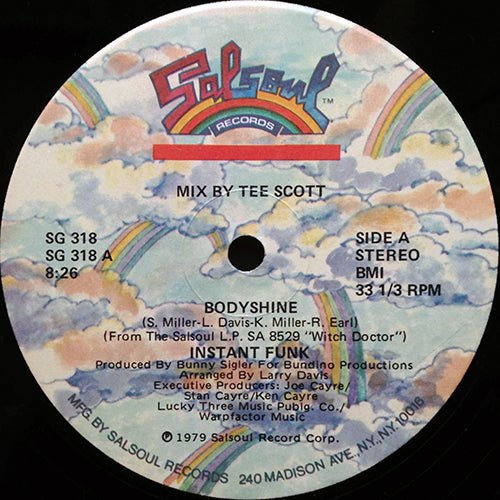 Salsoul™
RECORDS
MIX BY TEE SCOTT
SG 318
SG 318 A
8:26
SIDE A
STEREO
BMI
33 1/3 RPM
BODYSHINE
(S. Miller-L. Davis-K. Miller-R. Earl)
(From The Salsoul L.P. SA 8529 "Witch Doctor")
INSTANT FUNK
Produced By Bunny Sigler For Bundino Productions
Arranged By Larry Davis
Executive Producers: Joe Cayre/
Stan Cayre/Ken Cayre
Lucky Three Music Publg. Co./
Warpfactor Music
℗ 1979 Salsoul Record Corp.
MFG. BY SALSOUL RECORDS 240 MADISON AVE., N.Y., N.Y. 10016